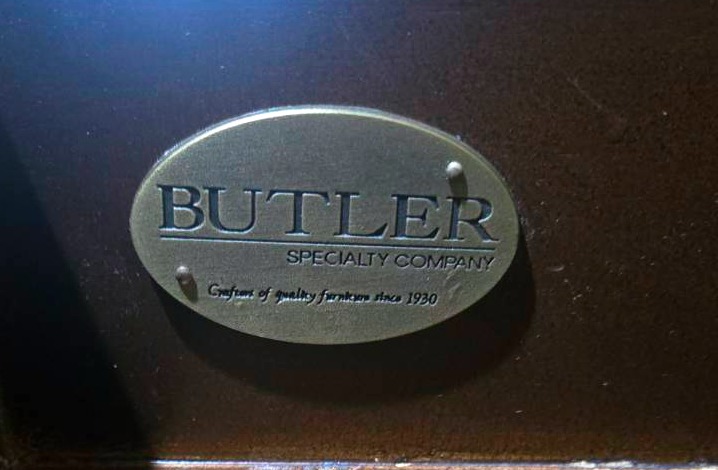 BUTLER
SPECIALTY COMPANY
Crafters of quality furniture since 1930